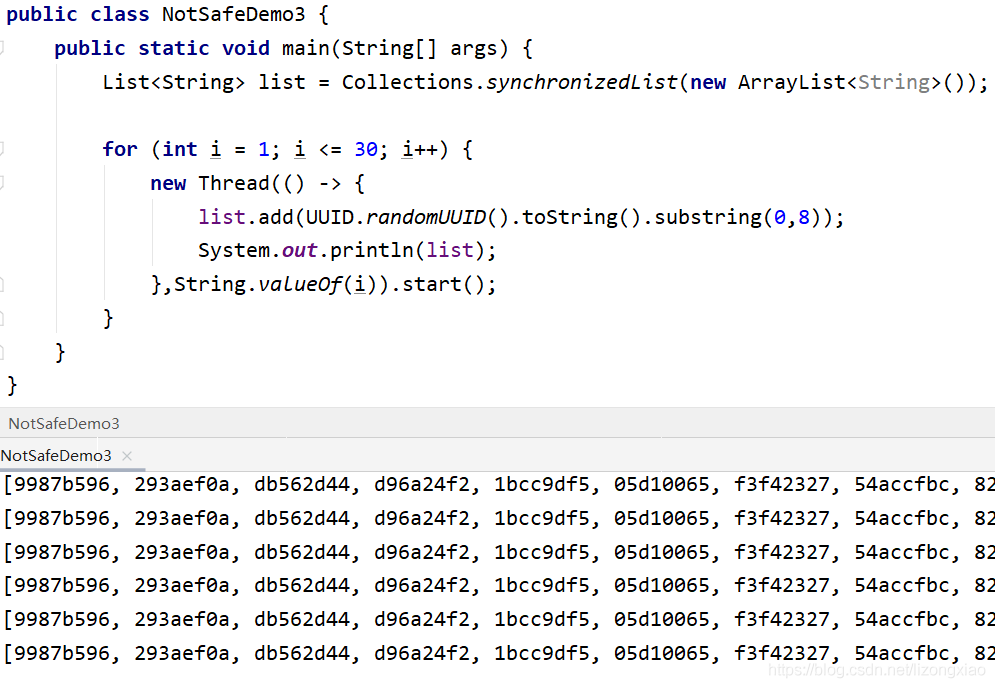 public class NotSafeDemo3 {
    public static void main(String[] args) {
        List<String> list = Collections.synchronizedList(new ArrayList<String>());
        for (int i = 1; i <= 30; i++) {
            new Thread(() -> {
                list.add(UUID.randomUUID().toString().substring(0,8));
                System.out.println(list);
            },String.valueOf(i)).start();
        }
    }
}
NotSafeDemo3
NotSafeDemo3 ×
[9987b596, 293aef0a, db562d44, d96a24f2, 1bcc9df5, 05d10065, f3f42327, 54accfbc, 82
[9987b596, 293aef0a, db562d44, d96a24f2, 1bcc9df5, 05d10065, f3f42327, 54accfbc, 82
[9987b596, 293aef0a, db562d44, d96a24f2, 1bcc9df5, 05d10065, f3f42327, 54accfbc, 82
[9987b596, 293aef0a, db562d44, d96a24f2, 1bcc9df5, 05d10065, f3f42327, 54accfbc, 82
[9987b596, 293aef0a, db562d44, d96a24f2, 1bcc9df5, 05d10065, f3f42327, 54accfbc, 82
[9987b596, 293aef0a, db562d44, d96a24f2, 1bcc9df5, 05d10065, f3f42327, 54accfbc, 82
https://blog.csdn.net/lizongxiao